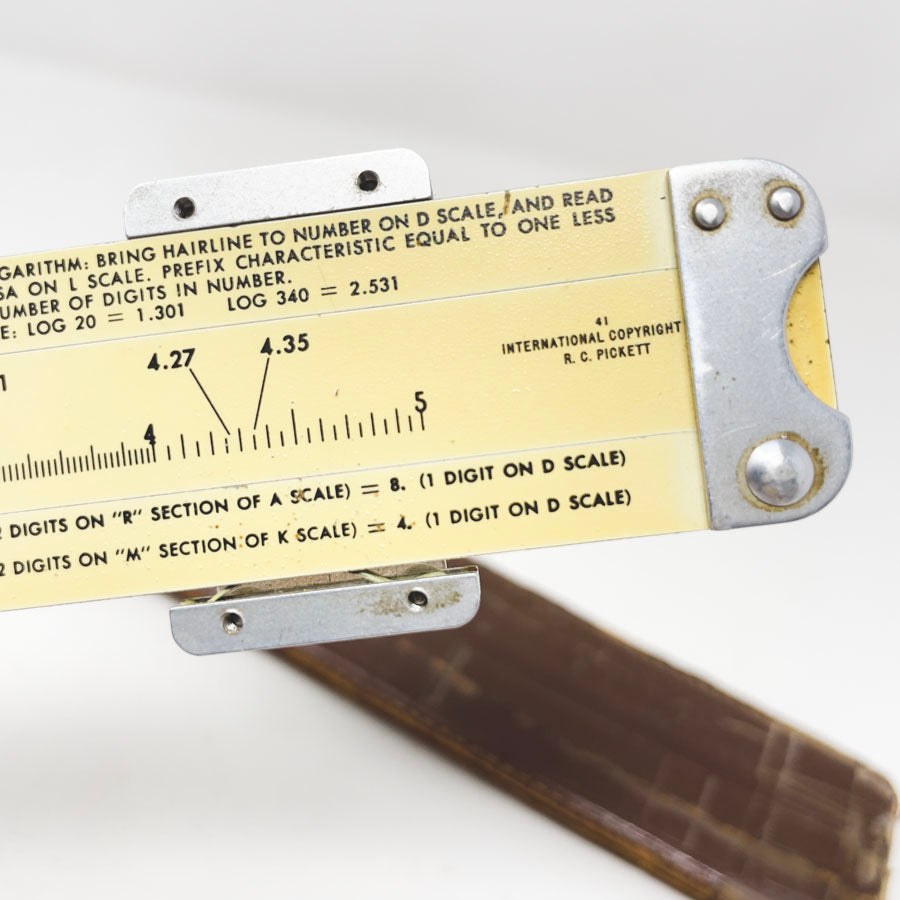 GARITHM: BRING HAIRLINE TO NUMBER ON D SCALE, AND READ
SA ON L SCALE. PREFIX CHARACTERISTIC EQUAL TO ONE LESS
UMBER OF DIGITS IN NUMBER.
E: LOG 20 = 1.301 LOG 340 = 2.531
41
INTERNATIONAL COPYRIGHT
R. C. PICKETT
1 4.27 4.35
4 5
2 DIGITS ON "R" SECTION OF A SCALE) = 8. (1 DIGIT ON D SCALE)
2 DIGITS ON "M" SECTION OF K SCALE) = 4. (1 DIGIT ON D SCALE)